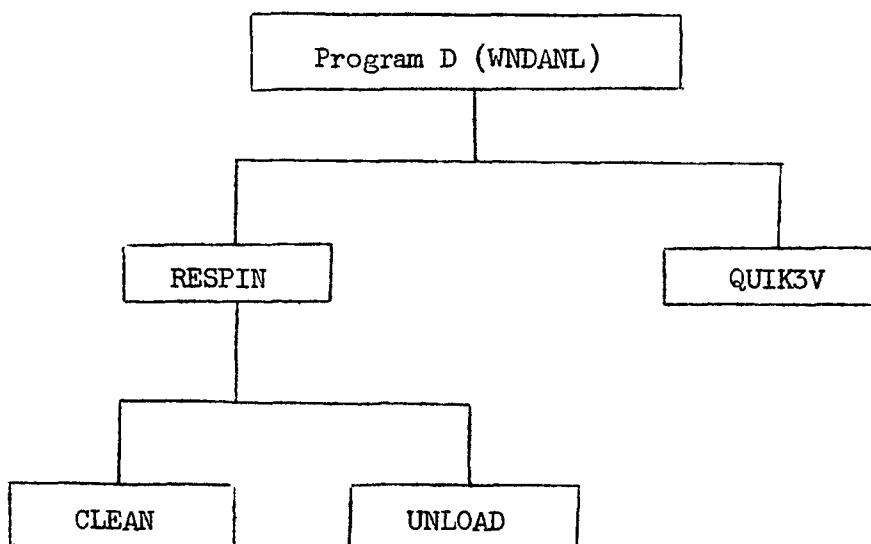 Program D (WNDANL)
RESPIN
QUIK3V
CLEAN
UNLOAD